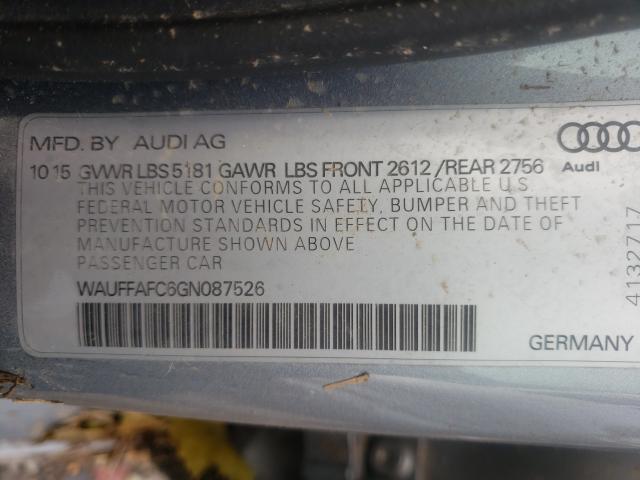 MFD. BY AUDI AG
10 15 GVWR LBS 5181 GAWR LBS FRONT 2612 /REAR 2756
Audi
THIS VEHICLE CONFORMS TO ALL APPLICABLE U.S
FEDERAL MOTOR VEHICLE SAFETY, BUMPER AND THEFT
PREVENTION STANDARDS IN EFFECT ON THE DATE OF
MANUFACTURE SHOWN ABOVE
PASSENGER CAR
WAUFFAFC6GN087526
GERMANY
4132717